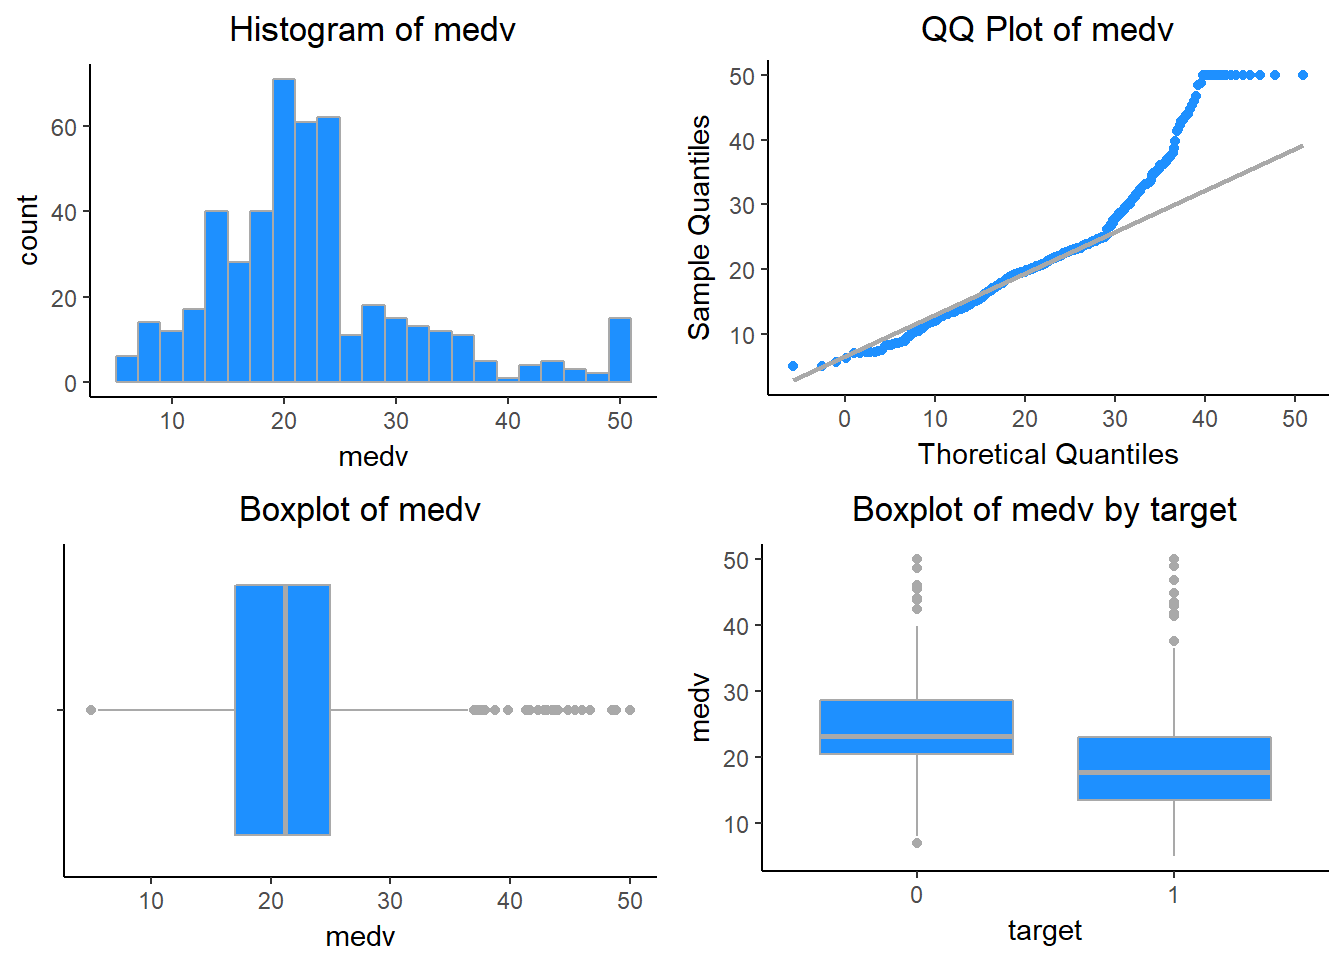 Histogram of medv
60
40
20
0
count
10 20 30 40 50
medv
QQ Plot of medv
50
40
30
20
10
Sample Quantiles
0 10 20 30 40 50
Thoretical Quantiles
Boxplot of medv
10 20 30 40 50
medv
Boxplot of medv by target
50
40
30
20
10
medv
0 1
target